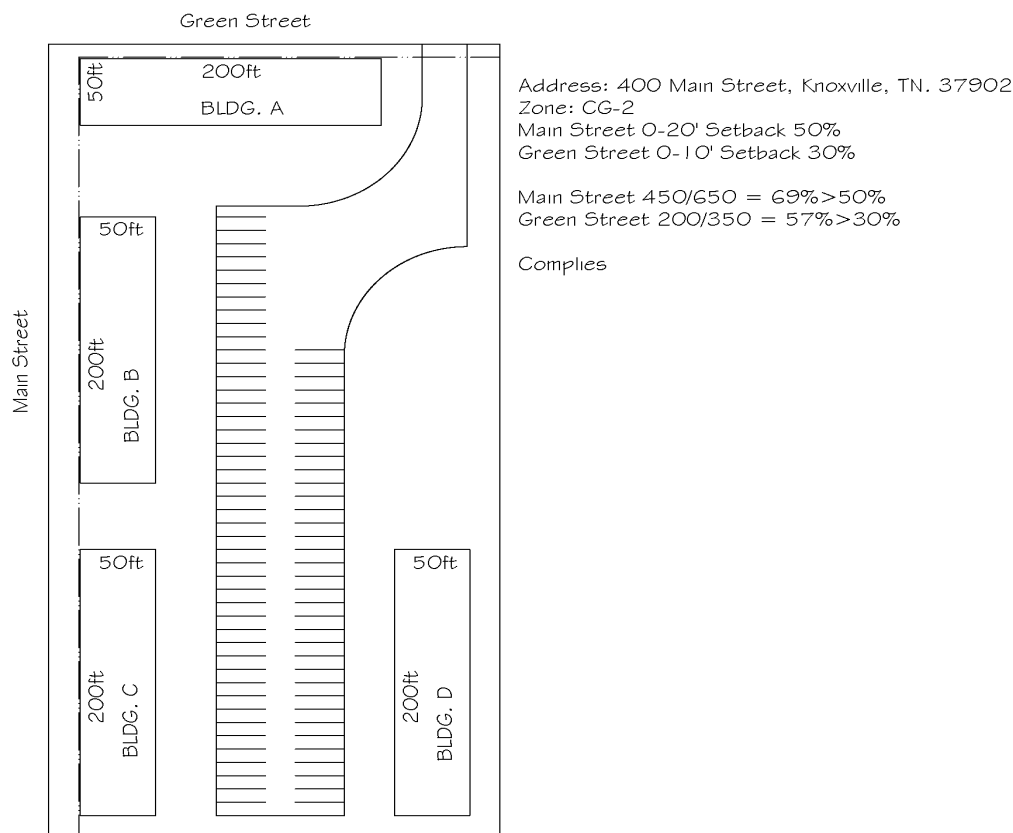 Green Street
50ft
200ft
BLDG. A
Address: 400 Main Street, Knoxville, TN. 37902
Zone: CG-2
Main Street 0-20' Setback 50%
Green Street 0-10' Setback 30%
Main Street 450/650 = 69%>50%
Green Street 200/350 = 57%>30%
Complies
Main Street
50ft
200ft
BLDG. B
50ft
200ft
BLDG. C
50ft
200ft
BLDG. D